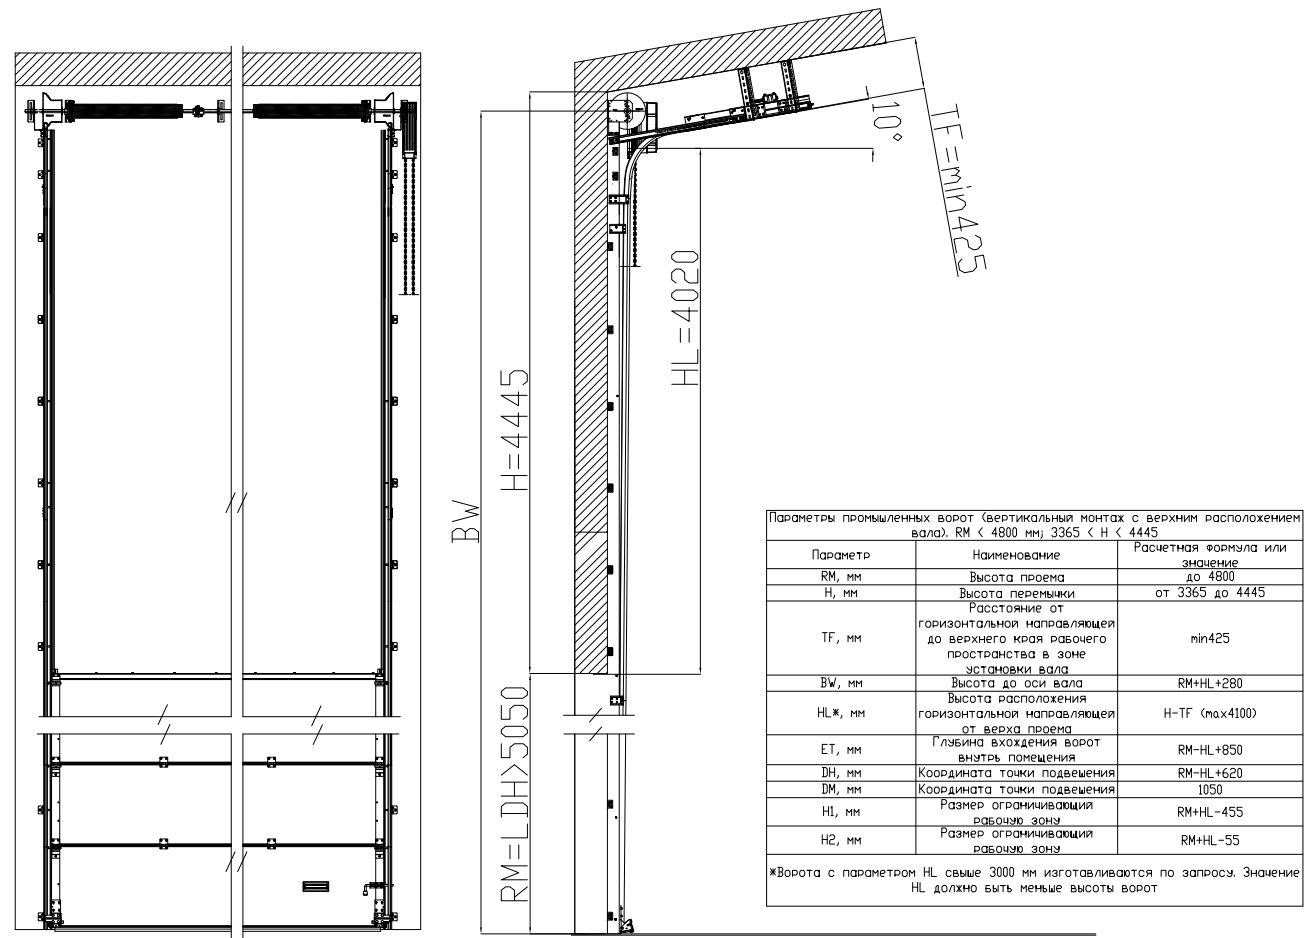 10°
TF=min425
HL=4020
H=4445
BW
RM=LDH>5050
Параметры промышленных ворот (вертикальный монтаж с верхним расположением
вала). RM < 4800 мм; 3365 < H < 4445
Параметр
Наименование
Расчетная формула или
значение
RM, мм
Высота проема
до 4800
H, мм
Высота перемычки
от 3365 до 4445
TF, мм
Расстояние от
горизонтальной направляющей
до верхнего края рабочего
пространства в зоне
установки вала
min425
BW, мм
Высота до оси вала
RM+HL+280
HL*, мм
Высота расположения
горизонтальной направляющей
от верха проема
H-TF (max4100)
ET, мм
Глубина вхождения ворот
внутрь помещения
RM-HL+850
DH, мм
Координата точки подвешения
RM-HL+620
DM, мм
Координата точки подвешения
1050
H1, мм
Размер ограничивающий
рабочую зону
RM+HL-455
H2, мм
Размер ограничивающий
рабочую зону
RM+HL-55
*Ворота с параметром HL свыше 3000 мм изготавливаются по запросу. Значение
HL должно быть меньше высоты ворот